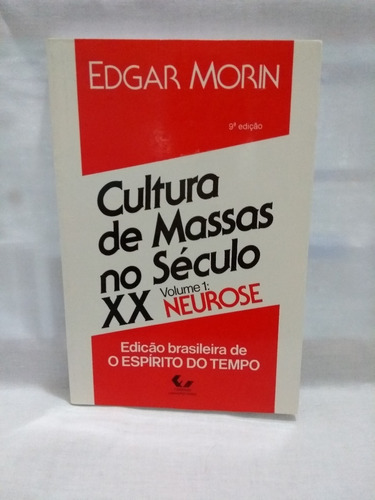 EDGAR MORIN
9ª edição
Cultura
de Massas
no Século
XX Volume 1:
NEUROSE
Edição brasileira de
O ESPÍRITO DO TEMPO